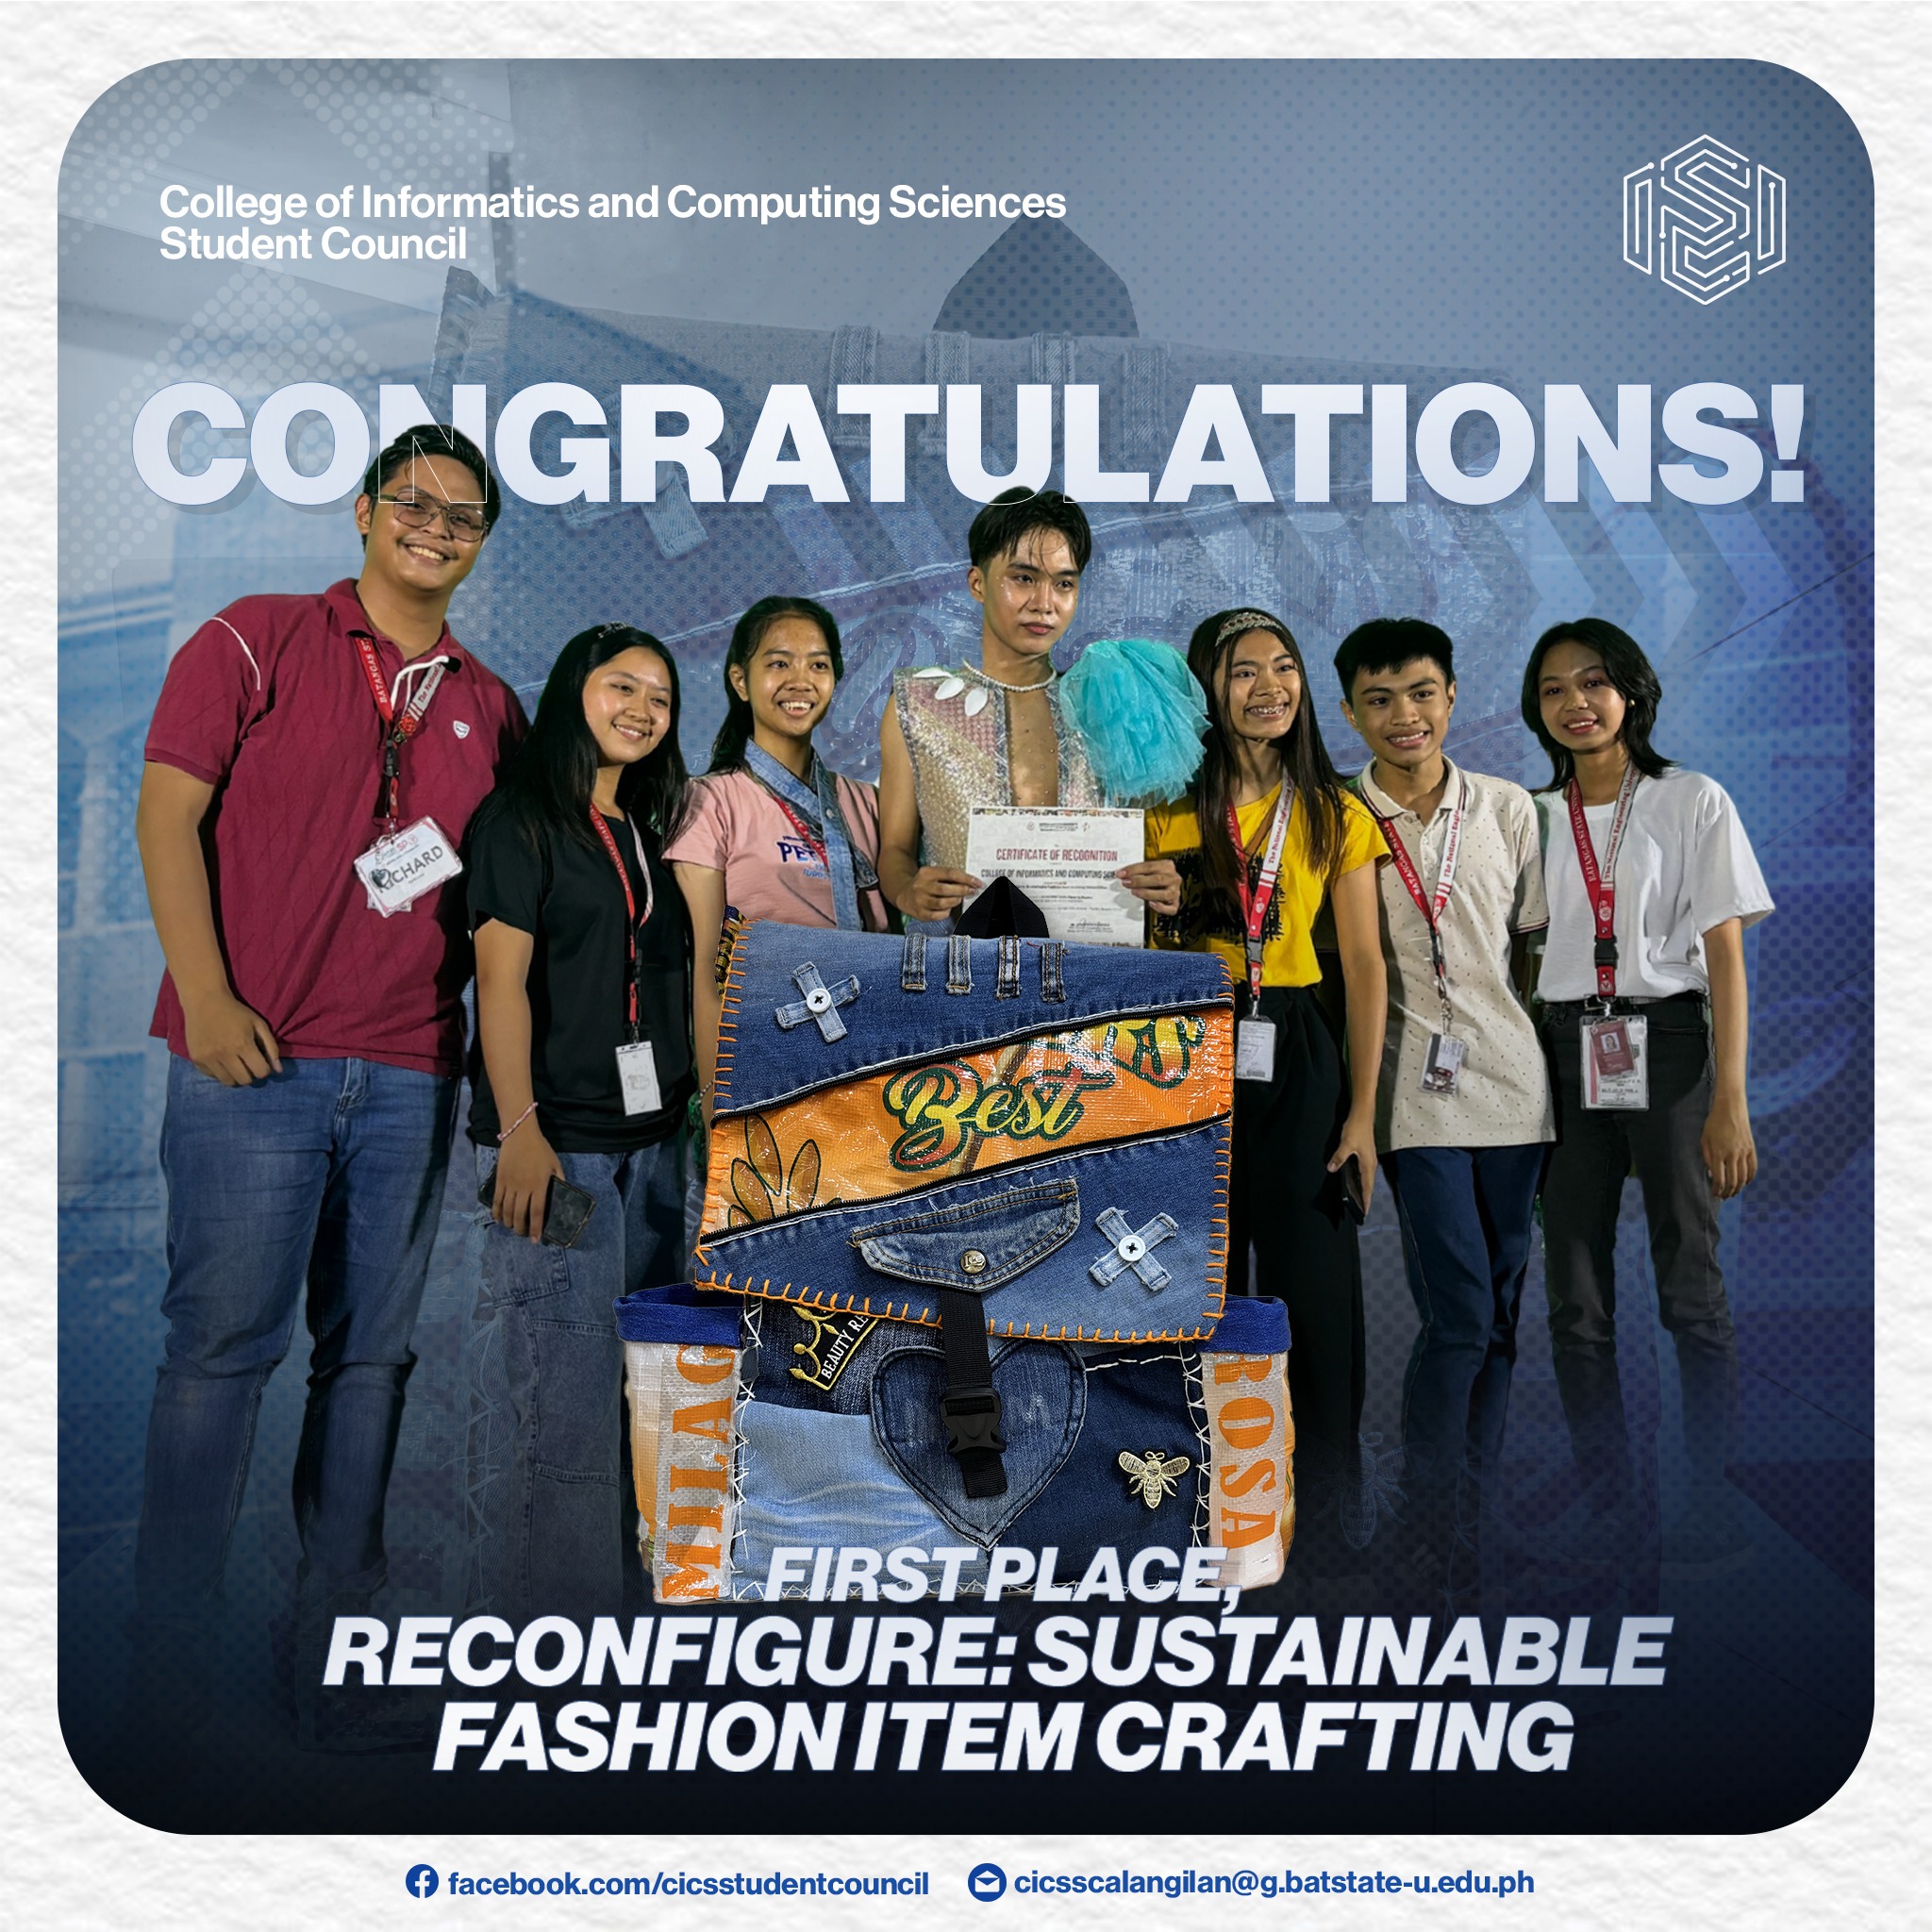 College of Informatics and Computing Sciences
Student Council
CONGRATULATIONS!
RICHARD
CERTIFICATE OF RECOGNITION
COLLEGE OF INFORMATICS AND COMPUTING
Best
BEAUTY
MILAG
ROSA
FIRST PLACE,
RECONFIGURE: SUSTAINABLE
FASHION ITEM CRAFTING
facebook.com/cicsstudentcouncil
cicsscalangilan@g.batstate-u.edu.ph